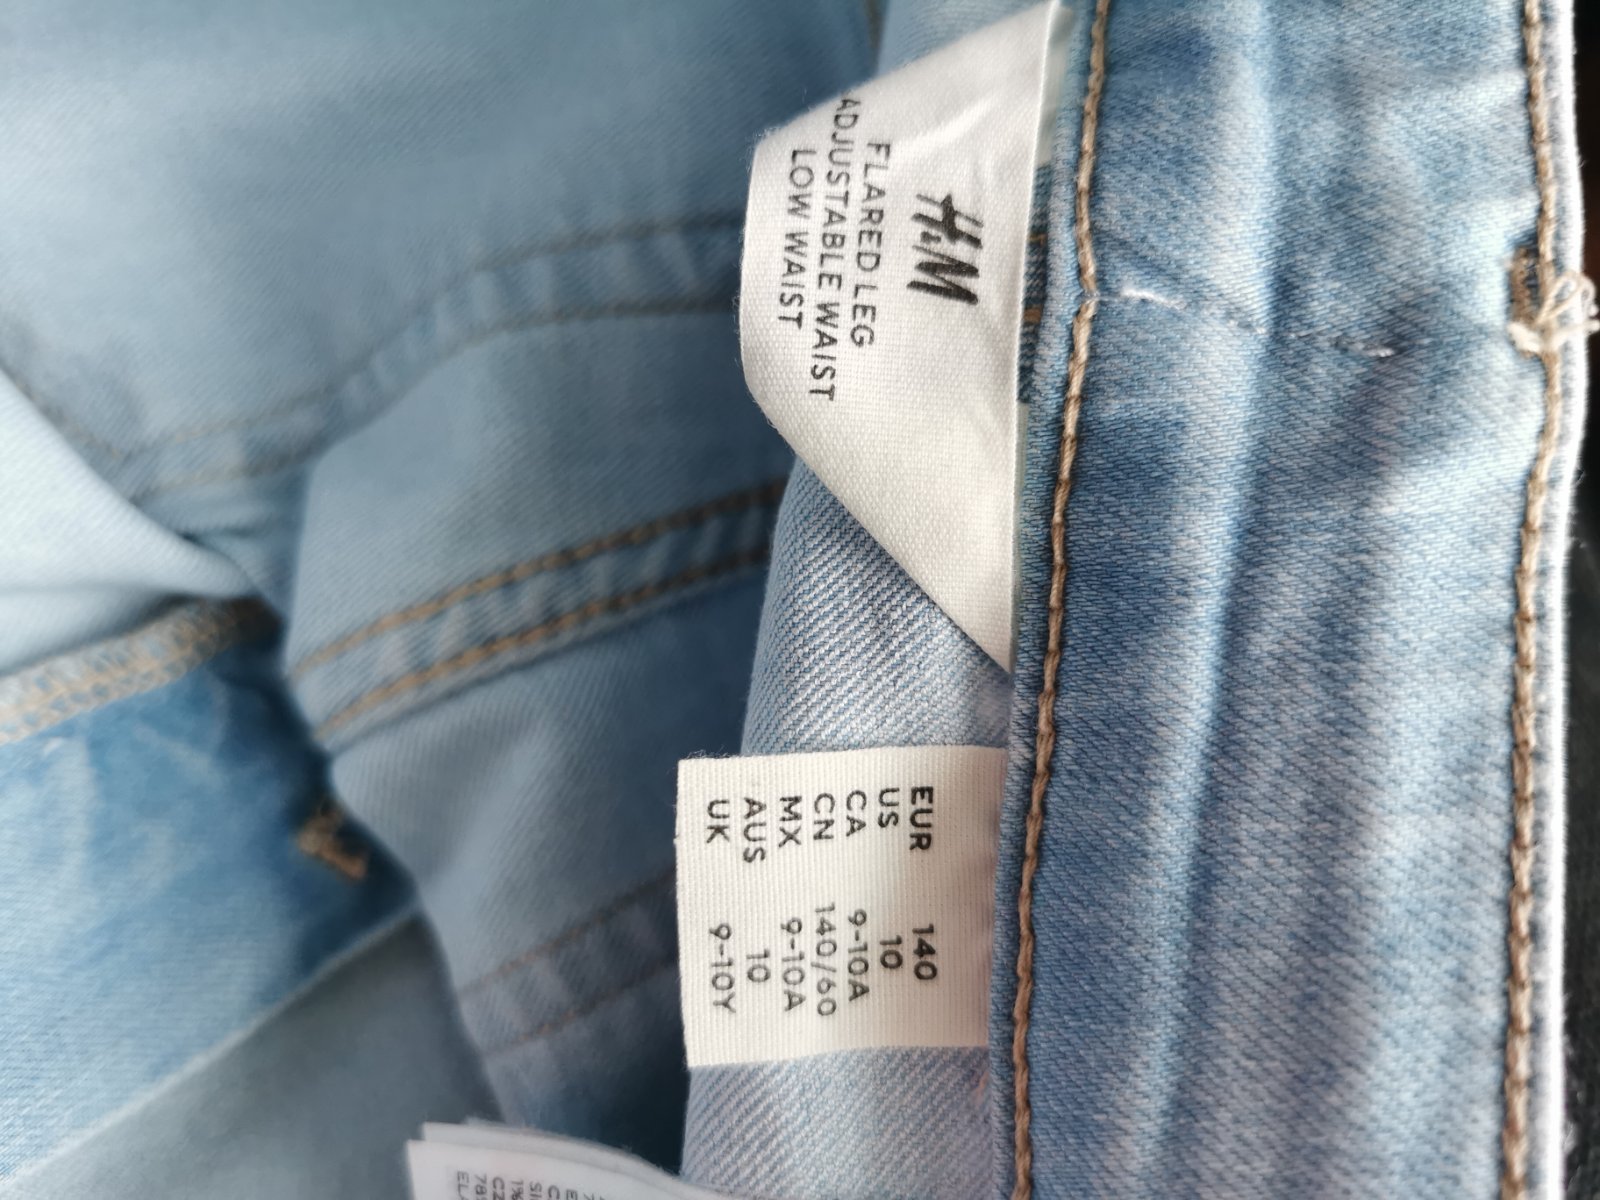 H&M
FLARED LEG
ADJUSTABLE WAIST
LOW WAIST
EUR 140
US 10
CA 9-10A
CN 140/60
MX 9-10A
AUS 10
UK 9-10Y